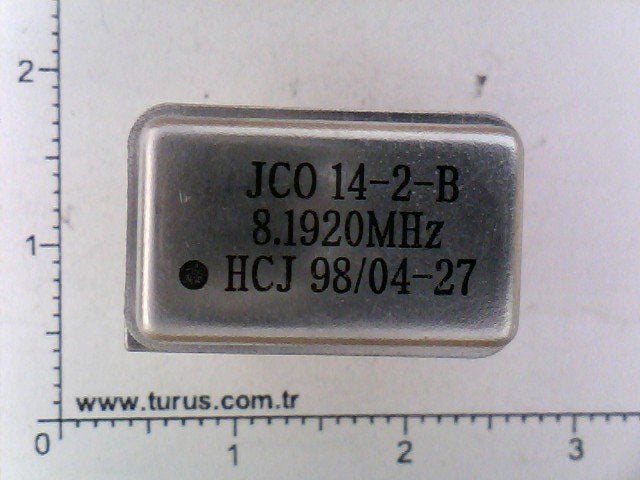 2
JCO 14-2-B
8.1920MHz
1
HCJ 98/04-27
www.turus.com.tr
0 1 2 3